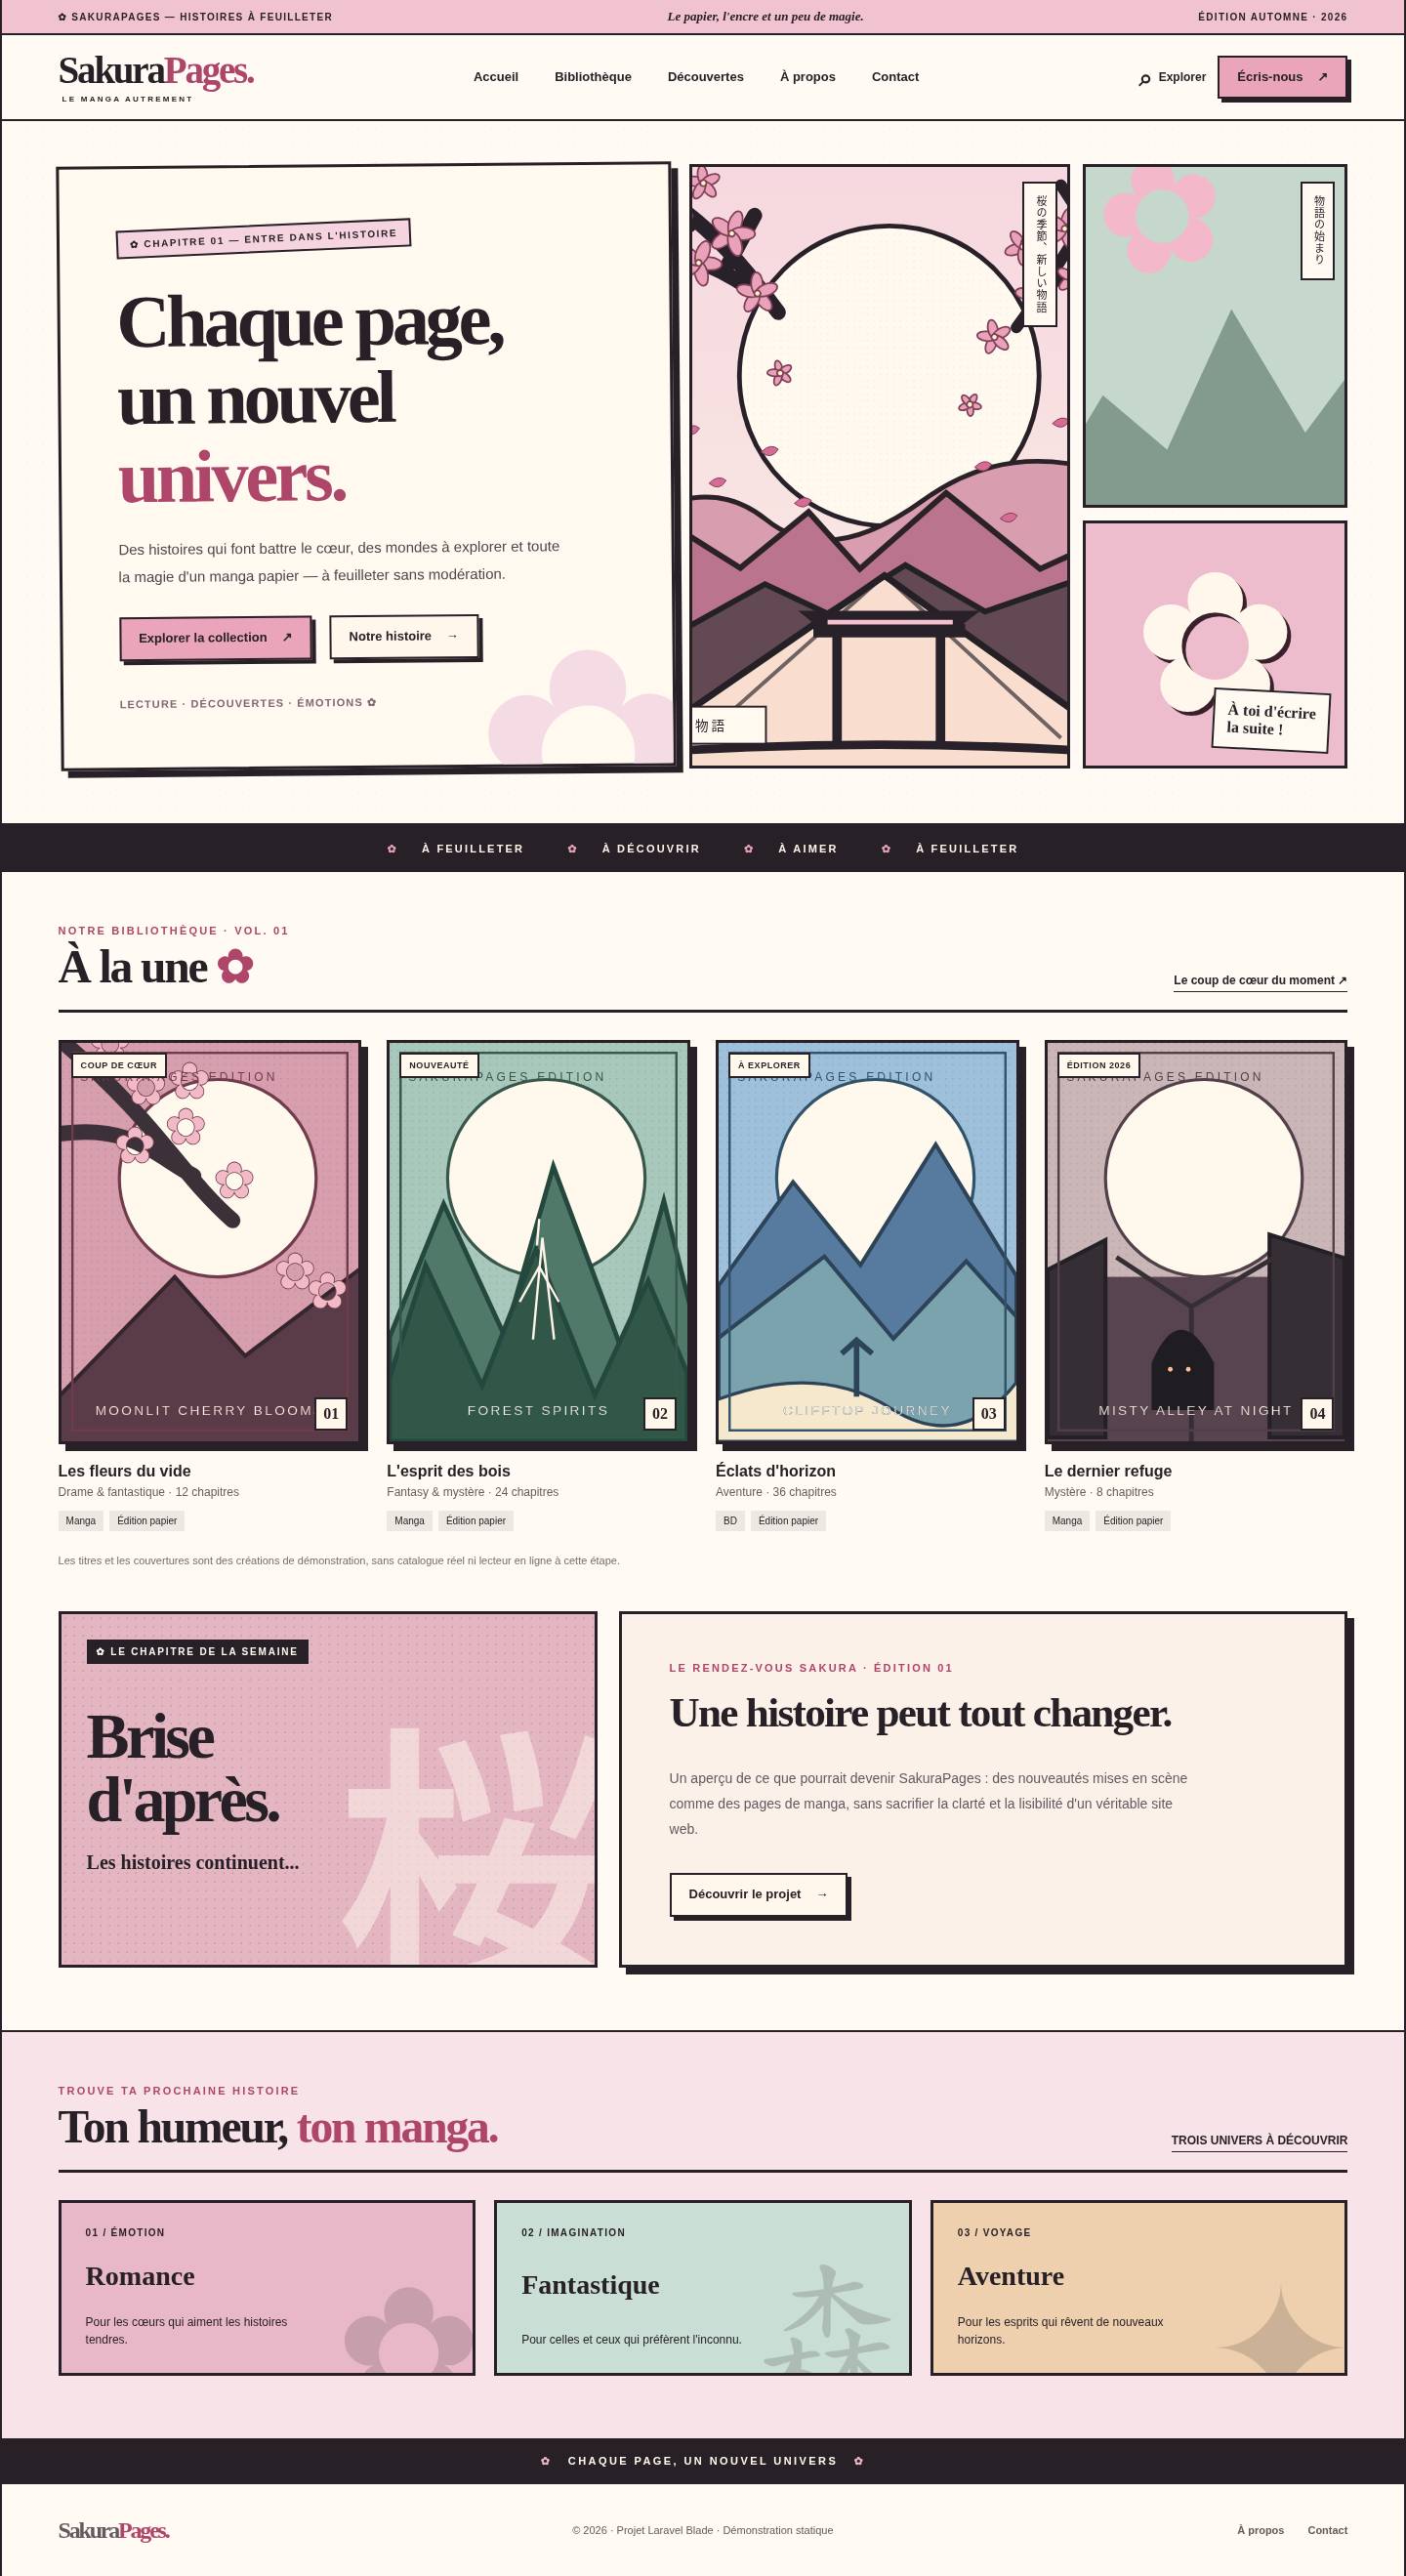 ✿ SAKURAPAGES — HISTOIRES À FEUILLETER
Le papier, l'encre et un peu de magie.
ÉDITION AUTOMNE · 2026
SakuraPages.
LE MANGA AUTREMENT
Accueil
Bibliothèque
Découvertes
À propos
Contact
Explorer
Écris-nous ↗
✿ CHAPITRE 01 — ENTRE DANS L'HISTOIRE
Chaque page,
un nouvel
univers.
Des histoires qui font battre le cœur, des mondes à explorer et toute
la magie d'un manga papier — à feuilleter sans modération.
Explorer la collection ↗
Notre histoire →
LECTURE · DÉCOUVERTES · ÉMOTIONS ✿
桜の季節、新しい物語
物語
物語の始まり
À toi d'écrire
la suite !
✿ À FEUILLETER ✿ À DÉCOUVRIR ✿ À AIMER ✿ À FEUILLETER
NOTRE BIBLIOTHÈQUE · VOL. 01
À la une ✿
Le coup de cœur du moment ↗
COUP DE CŒUR
EDITION
MOONLIT CHERRY BLOOM
01
Les fleurs du vide
Drame & fantastique · 12 chapitres
Manga
Édition papier
NOUVEAUTÉ
SAKURAPAGES EDITION
FOREST SPIRITS
02
L'esprit des bois
Fantasy & mystère · 24 chapitres
Manga
Édition papier
À EXPLORER
SAKURAPAGES EDITION
CLIFFTOP JOURNEY
03
Éclats d'horizon
Aventure · 36 chapitres
BD
Édition papier
ÉDITION 2026
SAKURAPAGES EDITION
MISTY ALLEY AT NIGHT
04
Le dernier refuge
Mystère · 8 chapitres
Manga
Édition papier
Les titres et les couvertures sont des créations de démonstration, sans catalogue réel ni lecteur en ligne à cette étape.
✿ LE CHAPITRE DE LA SEMAINE
Brise
d'après.
Les histoires continuent...
桜
LE RENDEZ-VOUS SAKURA · ÉDITION 01
Une histoire peut tout changer.
Un aperçu de ce que pourrait devenir SakuraPages : des nouveautés mises en scène
comme des pages de manga, sans sacrifier la clarté et la lisibilité d'un véritable site
web.
Découvrir le projet →
TROUVE TA PROCHAINE HISTOIRE
Ton humeur, ton manga.
TROIS UNIVERS À DÉCOUVRIR
01 / ÉMOTION
Romance
Pour les cœurs qui aiment les histoires
tendres.
02 / IMAGINATION
Fantastique
Pour celles et ceux qui préfèrent l'inconnu.
森
03 / VOYAGE
Aventure
Pour les esprits qui rêvent de nouveaux
horizons.
✿ CHAQUE PAGE, UN NOUVEL UNIVERS ✿
SakuraPages.
© 2026 · Projet Laravel Blade · Démonstration statique
À propos
Contact